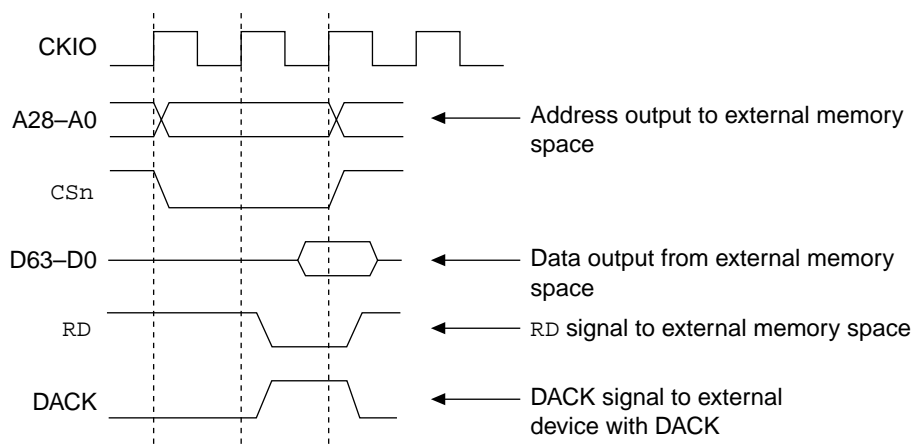 CKIO
A28–A0
Address output to external memory
space
CSn
D63–D0
Data output from external memory
space
RD
RD signal to external memory space
DACK
DACK signal to external
device with DACK